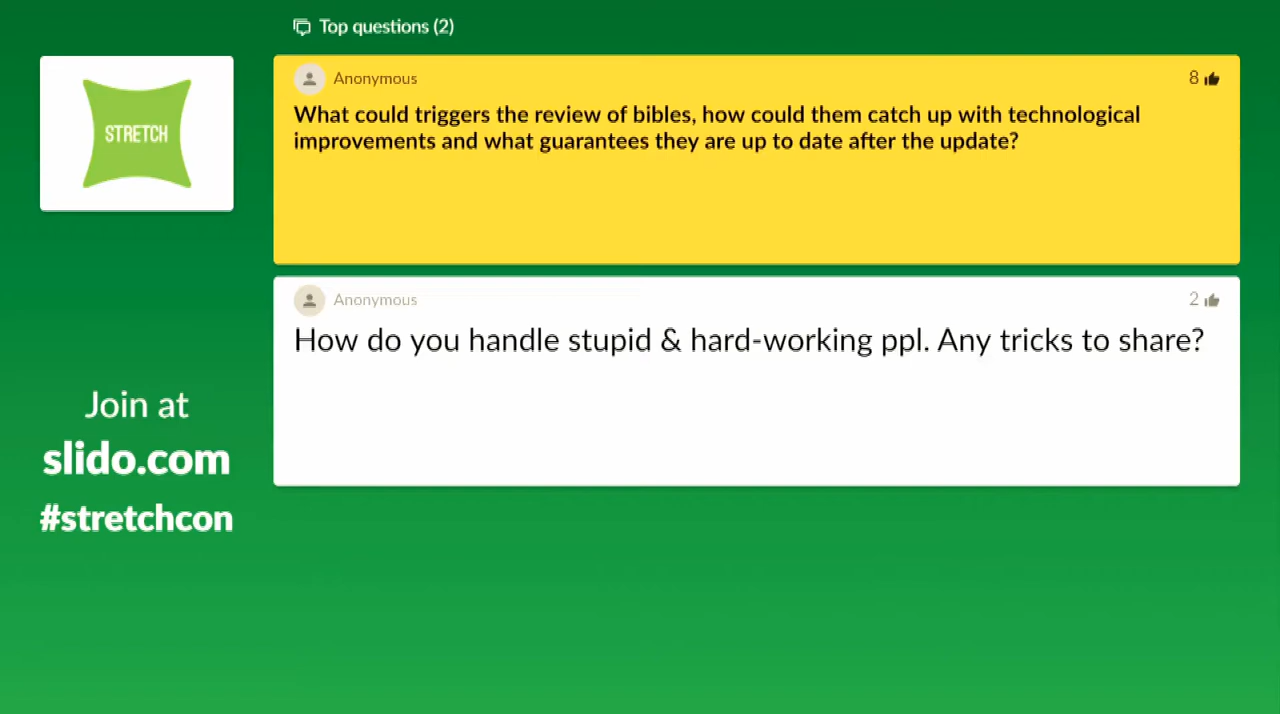 Top questions (2)
STRETCH
Anonymous
8
What could triggers the review of bibles, how could them catch up with technological
improvements and what guarantees they are up to date after the update?
Anonymous
2
How do you handle stupid & hard-working ppl. Any tricks to share?
Join at
slido.com
#stretchcon